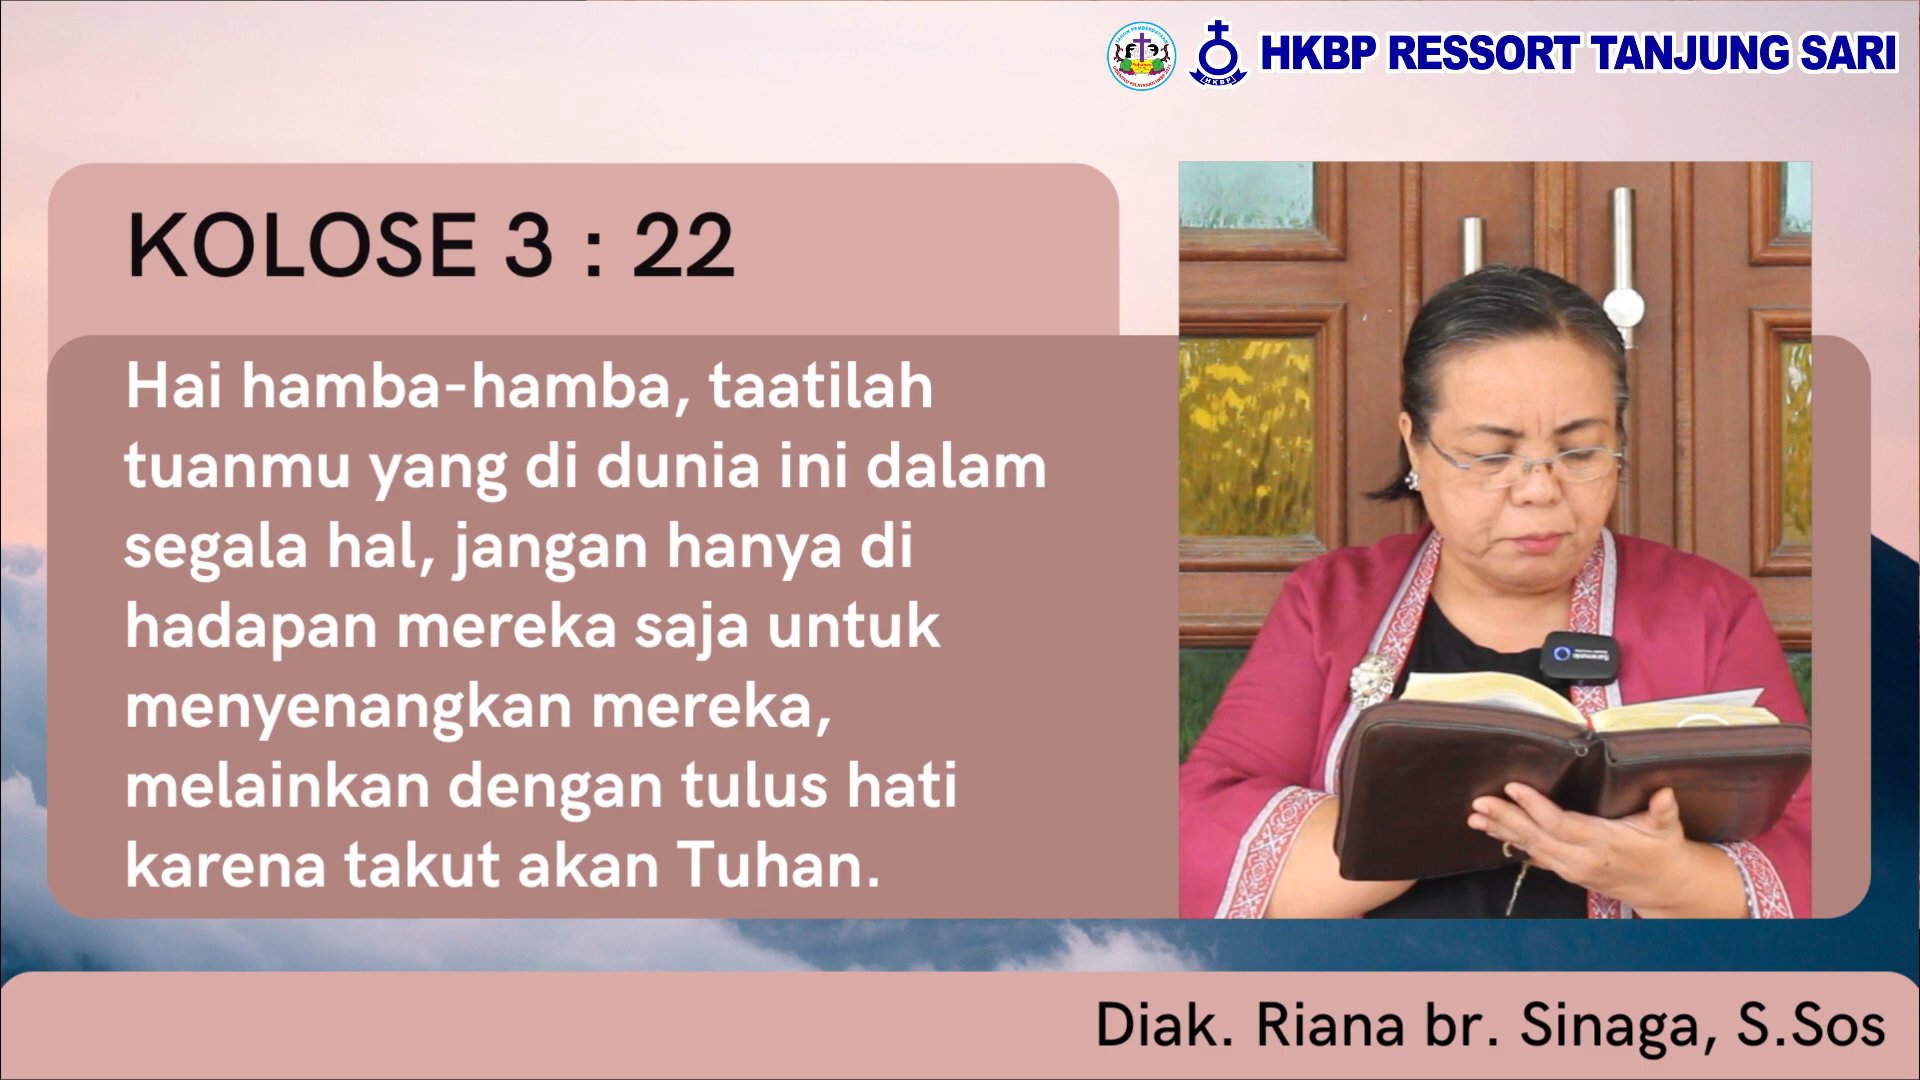 HKBP RESSORT TANJUNG SARI
HKBP
KOLOSE 3 : 22
Hai hamba-hamba, taatilah
tuanmu yang di dunia ini dalam
segala hal, jangan hanya di
hadapan mereka saja untuk
menyenangkan mereka,
melainkan dengan tulus hati
karena takut akan Tuhan.
Saramonic
Diak. Riana br. Sinaga, S.Sos